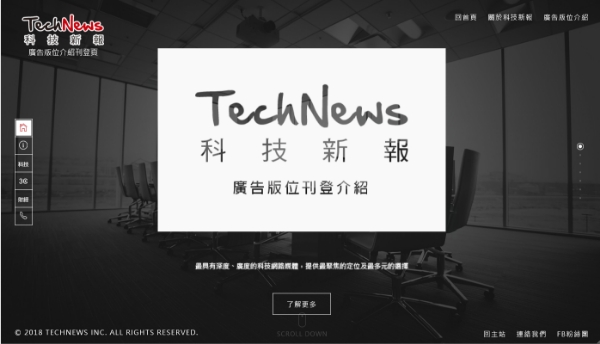 TechNews
科技新報
廣告版位介紹刊登頁
回首頁 關於科技新報 廣告版位介紹
TechNews
科技新報
廣告版位刊登介紹
科技
最具有深度、廣度的科技網路媒體，提供最聚焦的定位及最多元的選擇
了解更多
SCROLL DOWN
© 2018 TECHNEWS INC. ALL RIGHTS RESERVED.
回主站 連絡我們 FB粉絲團